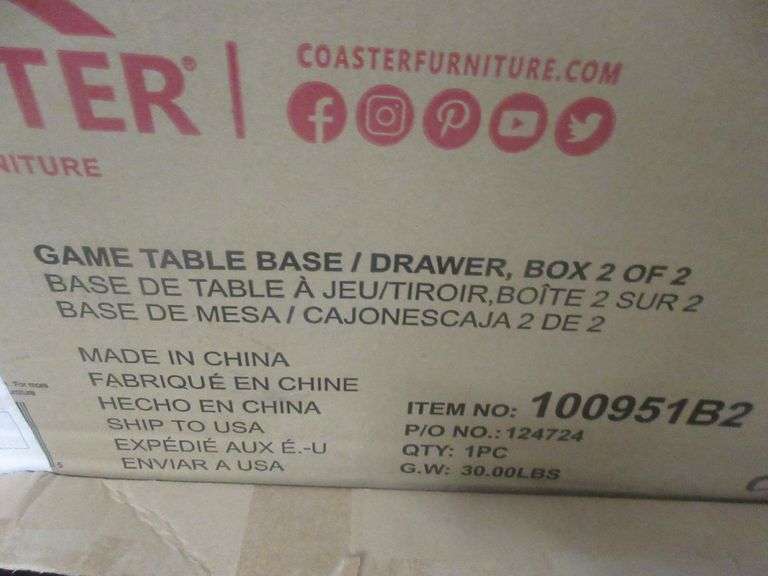 TER®
NITURE
COASTERFURNITURE.COM
GAME TABLE BASE / DRAWER, BOX 2 OF 2
BASE DE TABLE À JEU/TIROIR,BOÎTE 2 SUR 2
BASE DE MESA / CAJONESCAJA 2 DE 2
MADE IN CHINA
FABRIQUÉ EN CHINE
HECHO EN CHINA
SHIP TO USA
EXPÉDIÉ AUX É.-U
ENVIAR A USA
ITEM NO: 100951B2
P/O NO.: 124724
QTY: 1PC
G.W: 30.00LBS
For more